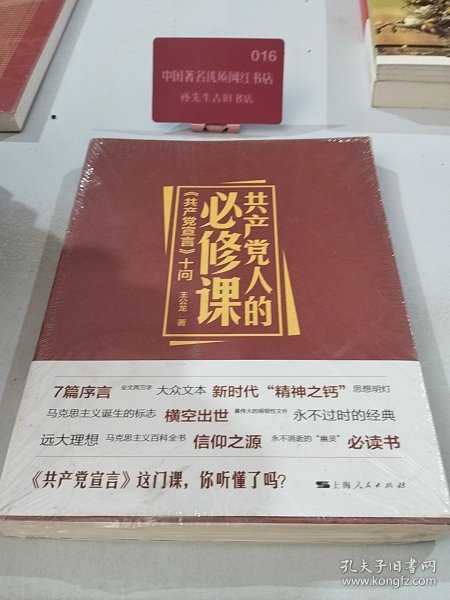 016
中国著名优质网红书店
孙先生古旧书店
共产党人的
必修课
《共产党宣言》十问
王公龙 著
7篇序言 全文两万字 大众文本 新时代 “精神之钙” 思想明灯
马克思主义诞生的标志 横空出世 最伟大的纲领性文件 永不过时的经典
远大理想 马克思主义百科全书 信仰之源 永不消逝的“幽灵” 必读书
《共产党宣言》这门课，你听懂了吗？
上海人民出版社
孔夫子旧书网
www.kongfz.com